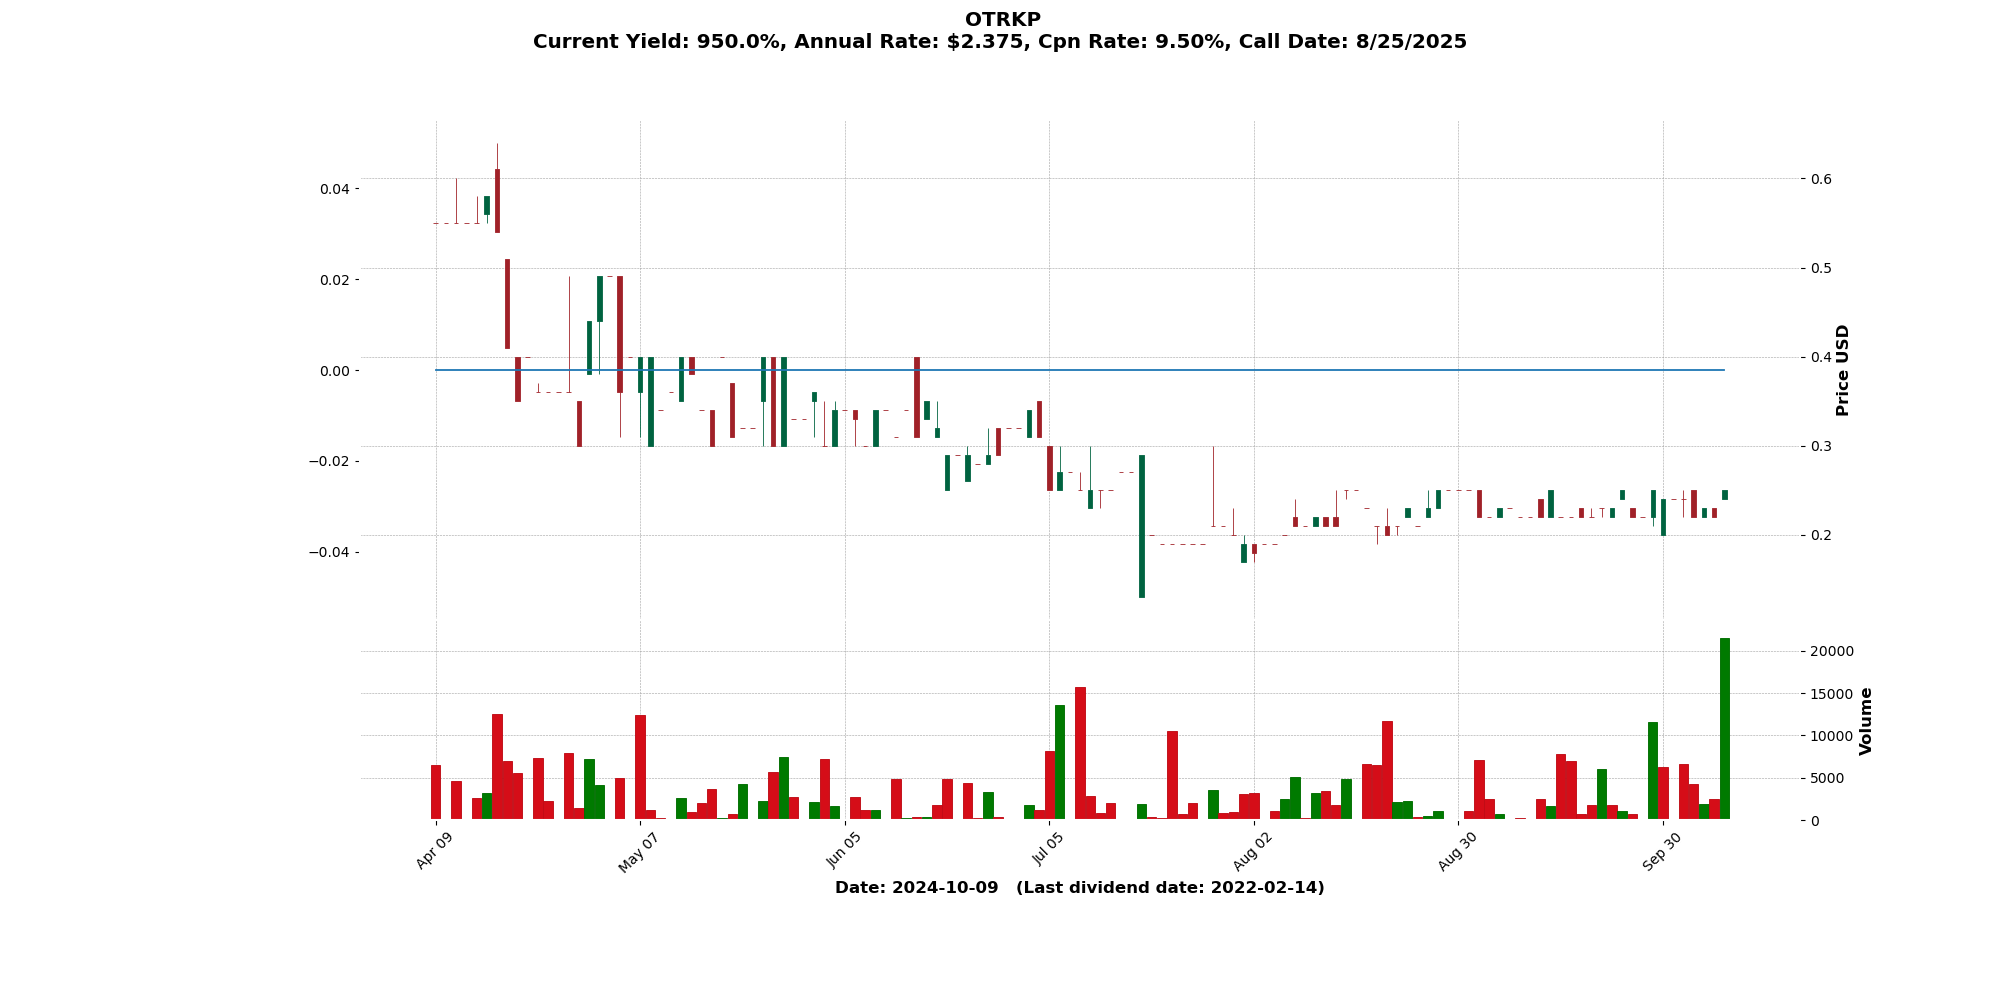 OTRKP
Current Yield: 950.0%, Annual Rate: $2.375, Cpn Rate: 9.50%, Call Date: 8/25/2025
0.04
0.02
0.00
−0.02
−0.04
0.6
0.5
0.4
0.3
0.2
Price USD
20000
15000
10000
5000
0
Volume
Apr 09
May 07
Jun 05
Jul 05
Aug 02
Aug 30
Sep 30
Date: 2024-10-09   (Last dividend date: 2022-02-14)